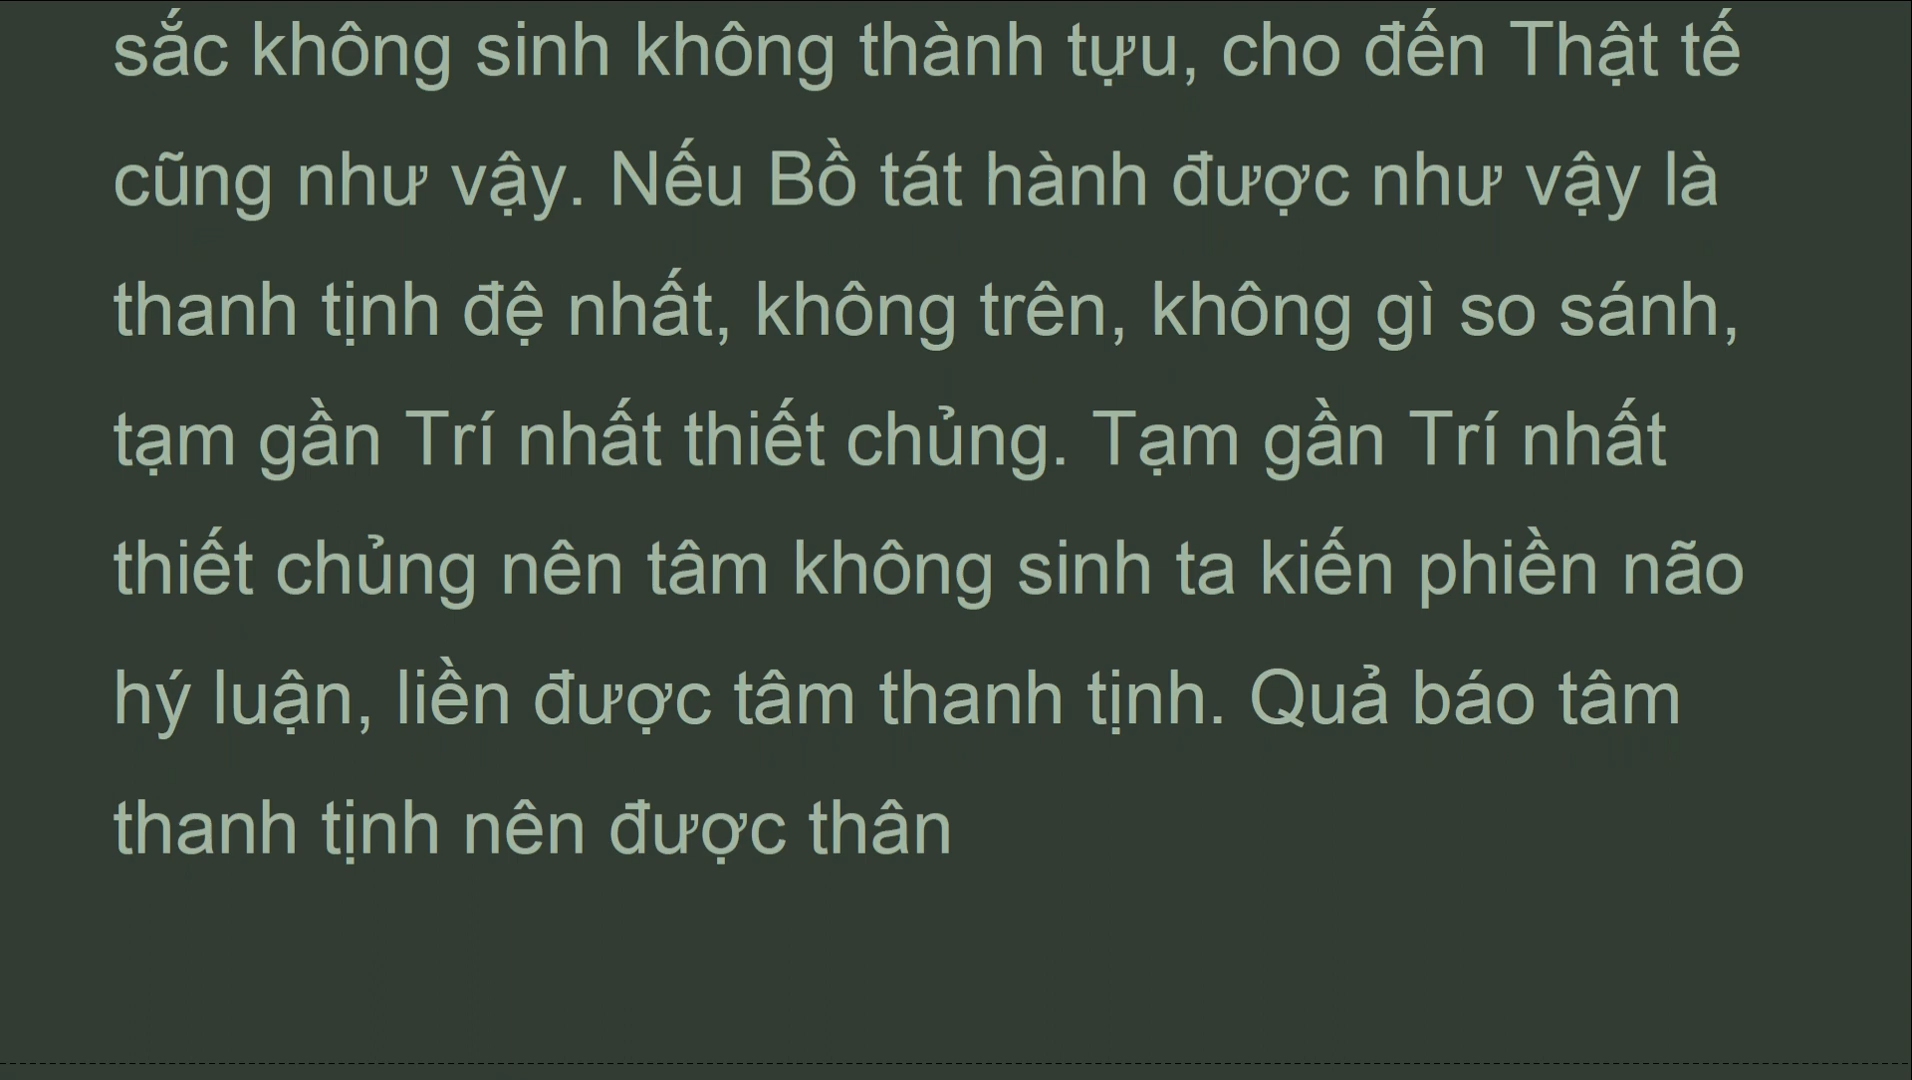 sắc không sinh không thành tựu, cho đến Thật tế
cũng như vậy. Nếu Bồ tát hành được như vậy là
thanh tịnh đệ nhất, không trên, không gì so sánh,
tạm gần Trí nhất thiết chủng. Tạm gần Trí nhất
thiết chủng nên tâm không sinh ta kiến phiền não
hý luận, liền được tâm thanh tịnh. Quả báo tâm
thanh tịnh nên được thân